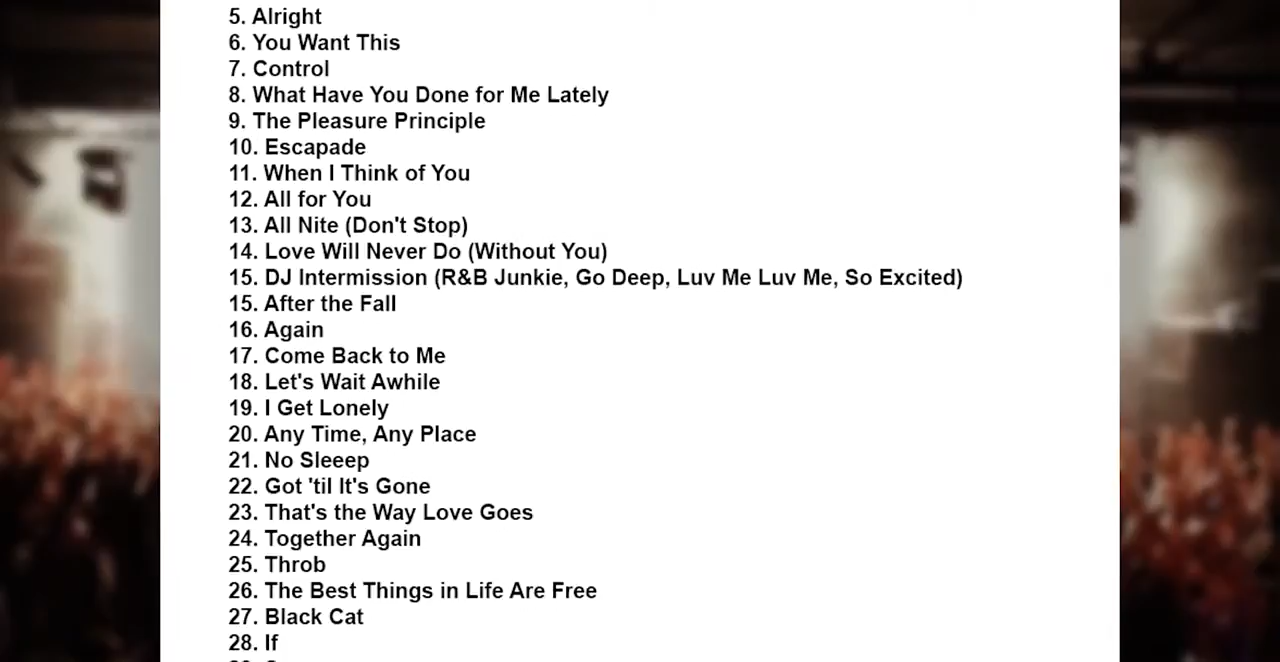 5. Alright
6. You Want This
7. Control
8. What Have You Done for Me Lately
9. The Pleasure Principle
10. Escapade
11. When I Think of You
12. All for You
13. All Nite (Don't Stop)
14. Love Will Never Do (Without You)
15. DJ Intermission (R&B Junkie, Go Deep, Luv Me Luv Me, So Excited)
15. After the Fall
16. Again
17. Come Back to Me
18. Let's Wait Awhile
19. I Get Lonely
20. Any Time, Any Place
21. No Sleeep
22. Got 'til It's Gone
23. That's the Way Love Goes
24. Together Again
25. Throb
26. The Best Things in Life Are Free
27. Black Cat
28. If